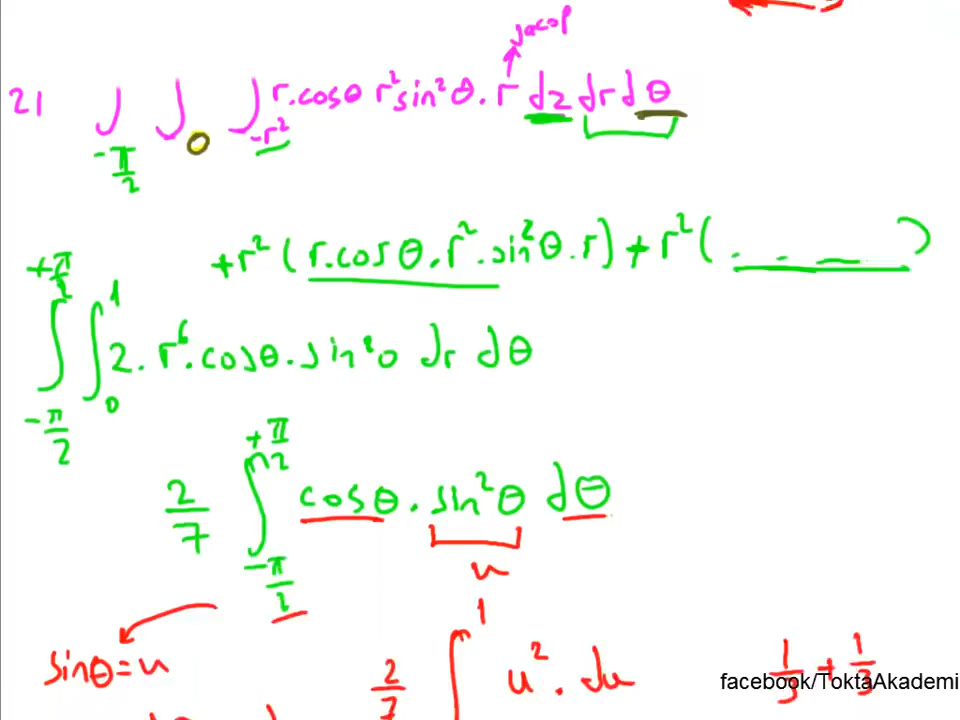 Jacop
21 ∫ ∫ ∫ r.cosθ r²sin²θ . r dz dr dθ
-π/2 0 -r²
+r² (r.cosθ.r².sin²θ.r) + r² (. . . __)
+π/2 1
∫ ∫ 2. r⁶.cosθ.sin²θ dr dθ
-π/2 0
+π/2
2/7 ∫ cosθ . sin²θ dθ
-π/2 u
sinθ=u 2/7 ∫ 1 u² . du 1/3 + 1/3
facebook/ToktaAkademi